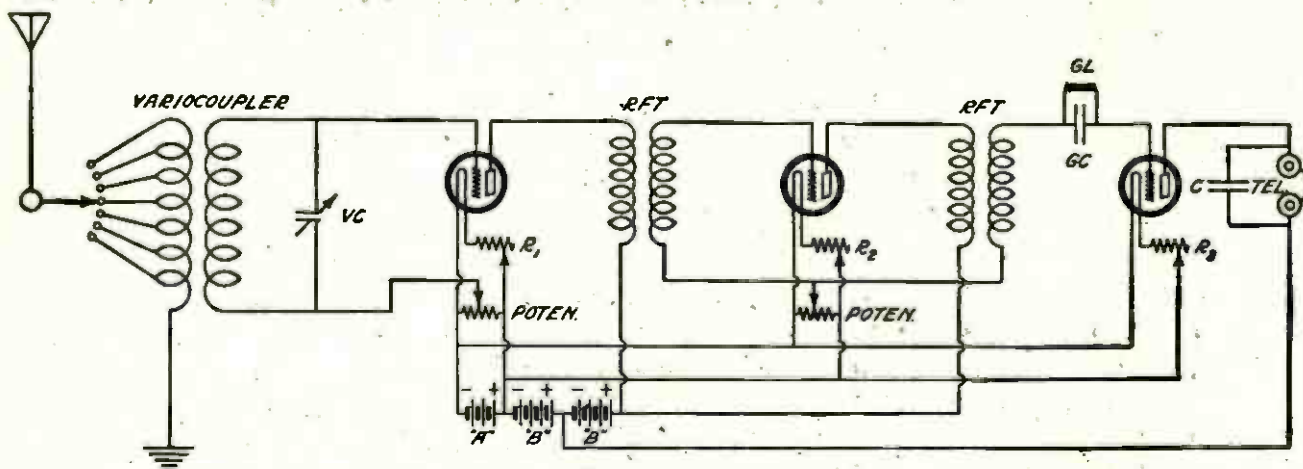 VARIOCOUPLER
VC
R1
POTEN.
RFT
R2
POTEN.
RFT
GL
GC
C
TEL.
R3
- + - + - +
"A" "B" "B"